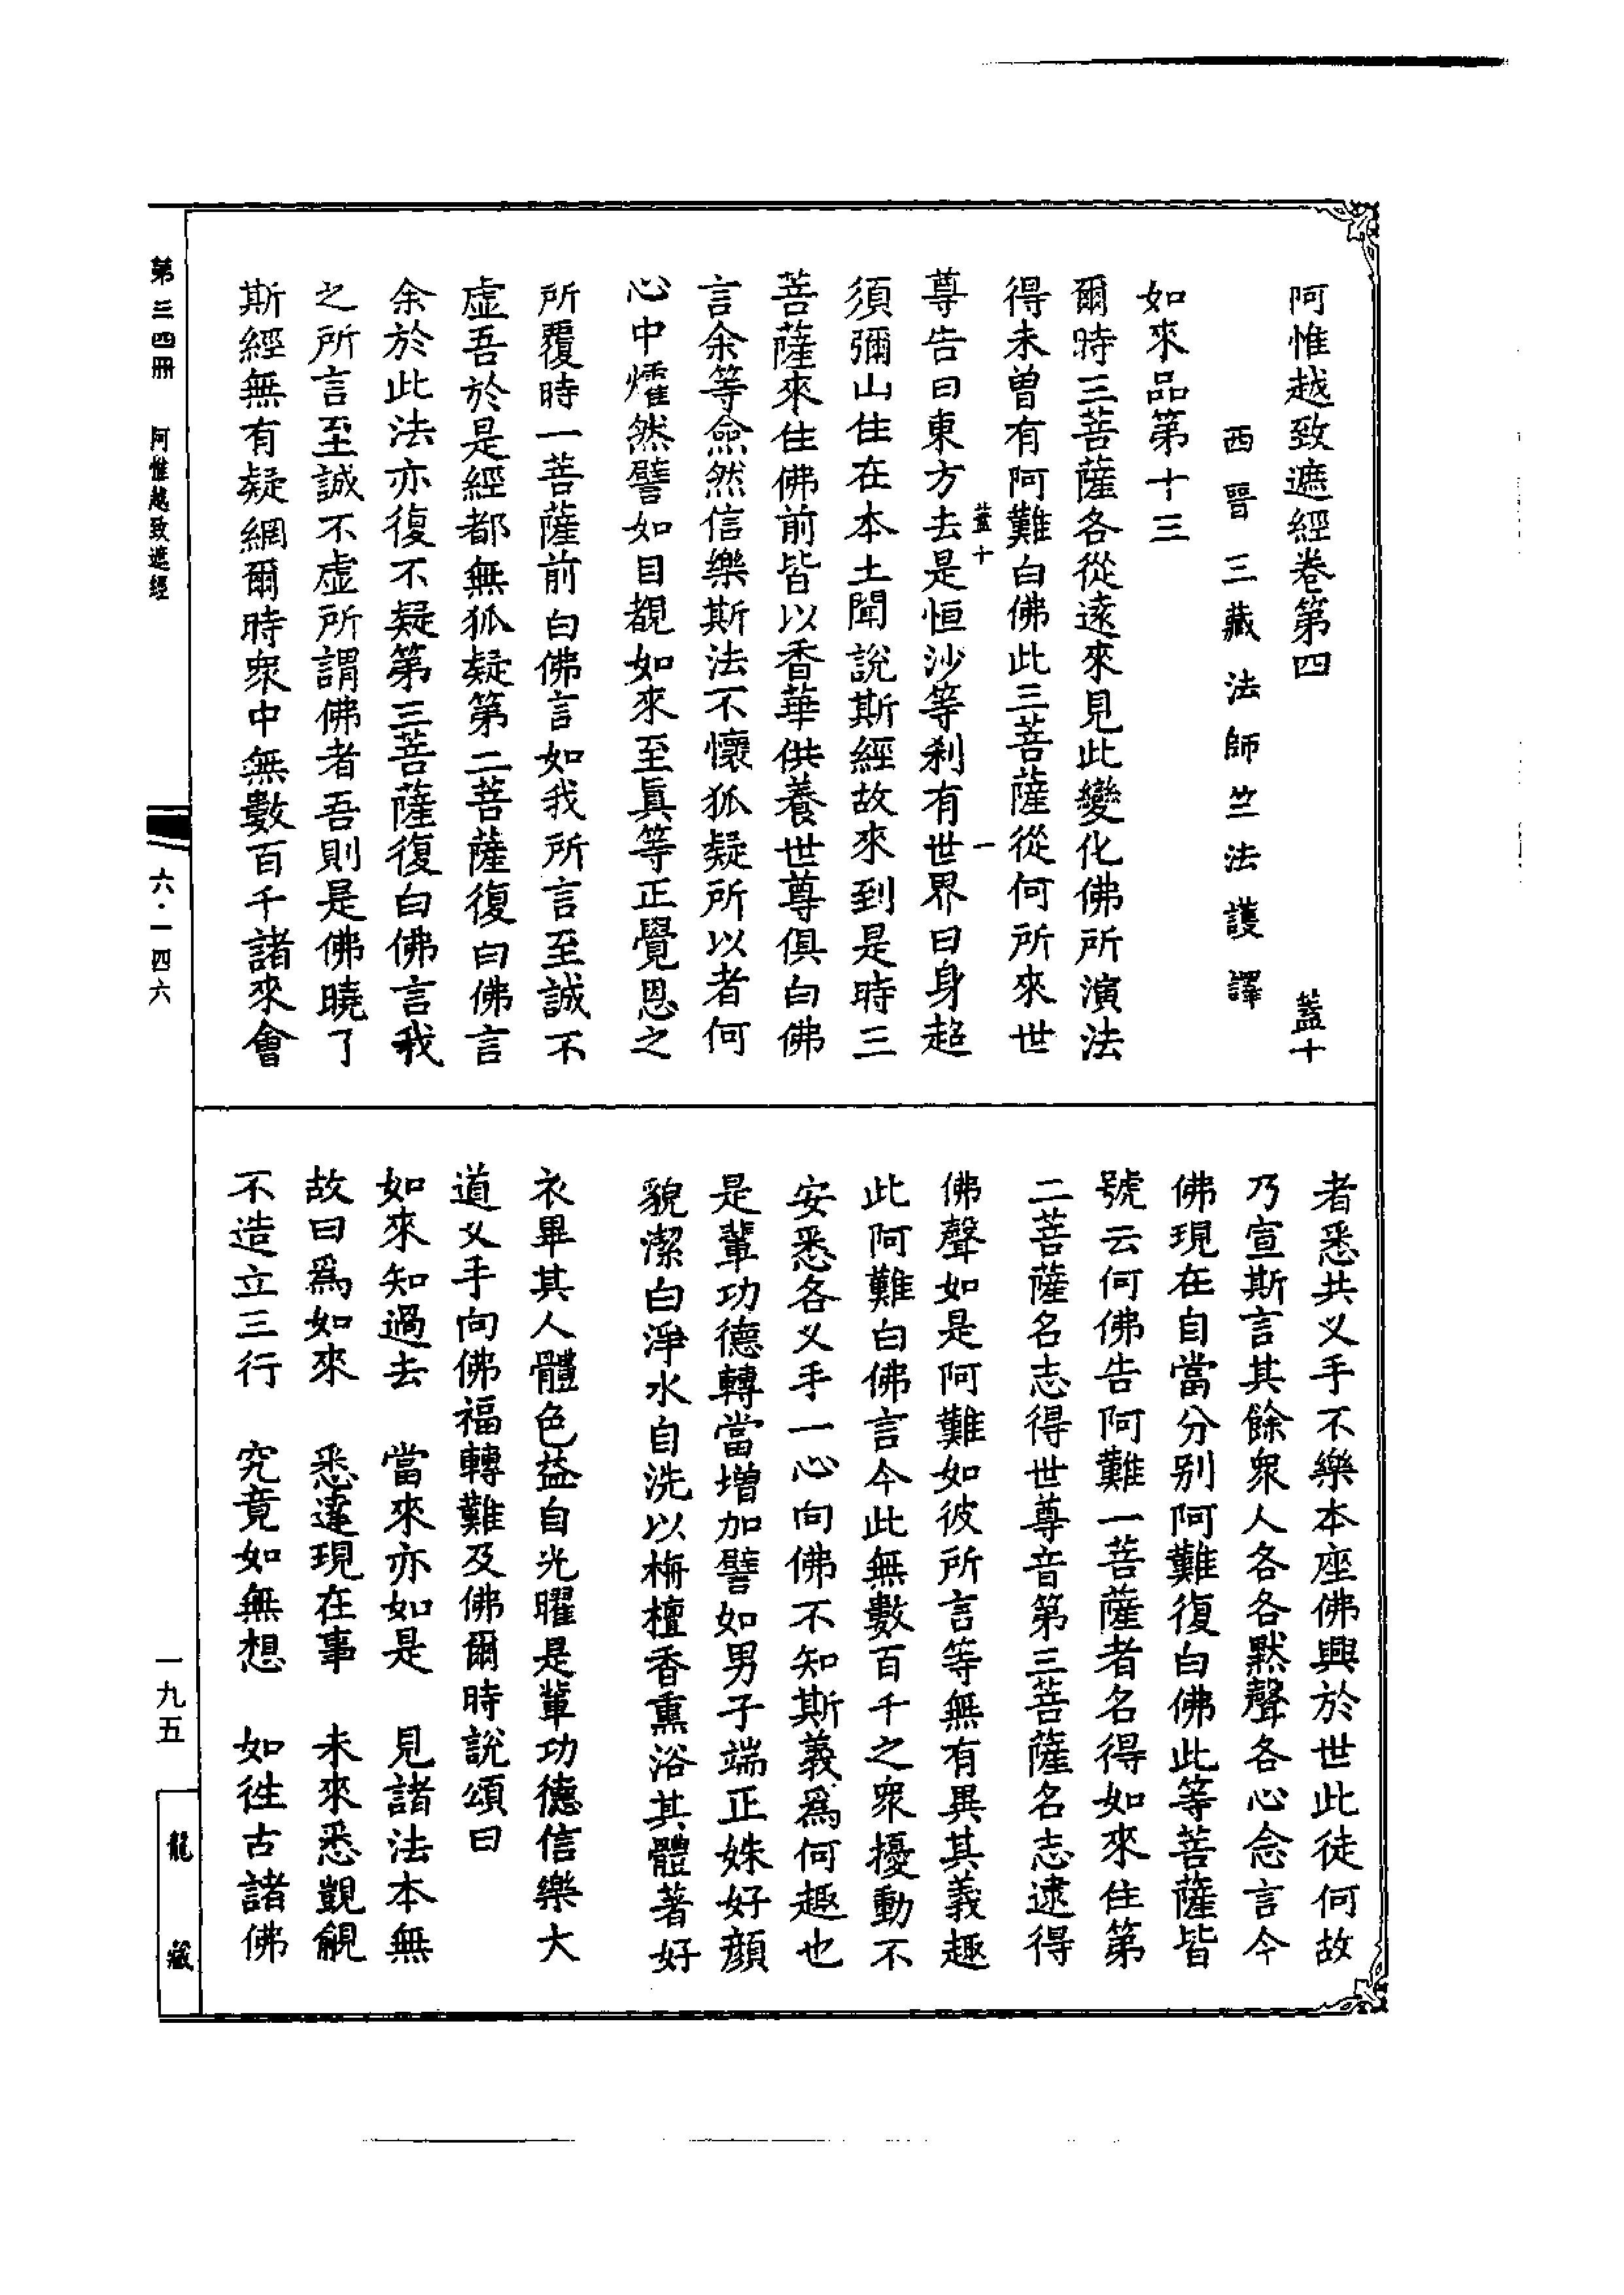 阿惟越致遮經卷第四 蓋十
西晉三藏法師竺法護譯
如來品第十三
爾時三菩薩各從遠來見此變化佛所演法
得未曾有阿難白佛此三菩薩從何所來世
蓋十 一
尊告曰東方去是恒沙等剎有世界曰身超
須彌山住在本土聞說斯經故來到是時三
菩薩來住佛前皆以香華供養世尊俱白佛
言余等僉然信樂斯法不懷狐疑所以者何
心中燿然譬如目覩如來至眞等正覺恩之
所覆時一菩薩前白佛言如我所言至誠不
虛吾於是經都無狐疑第二菩薩復白佛言
余於此法亦復不疑第三菩薩復白佛言我
之所言至誠不虛所謂佛者吾則是佛曉了
斯經無有疑網爾時衆中無數百千諸來會
者悉共义手不樂本座佛興於世此徒何故
乃宣斯言其餘衆人各各默聲各心念言今
佛現在自當分别阿難復白佛此等菩薩皆
號云何佛告阿難一菩薩者名得如來住第
二菩薩名志得世尊音第三菩薩名志逮得
佛聲如是阿難如彼所言等無有異其義趣
此阿難白佛言今此無數百千之衆擾動不
安悉各义手一心向佛不知斯義爲何趣也
是輩功德轉當增加譬如男子端正姝好顔
貌潔白淨水自洗以栴檀香熏浴其體著好
衣畢其人體色益自光曜是輩功德信樂大
道义手向佛福轉難及佛爾時說頌曰
如來知過去 當來亦如是 見諸法本無
故曰爲如來 悉達現在事 未來悉覩觎
不造立三行 究竟如無想 如徃古諸佛
第三四冊 阿惟越致遮經
六·一四六
一九五
龍藏